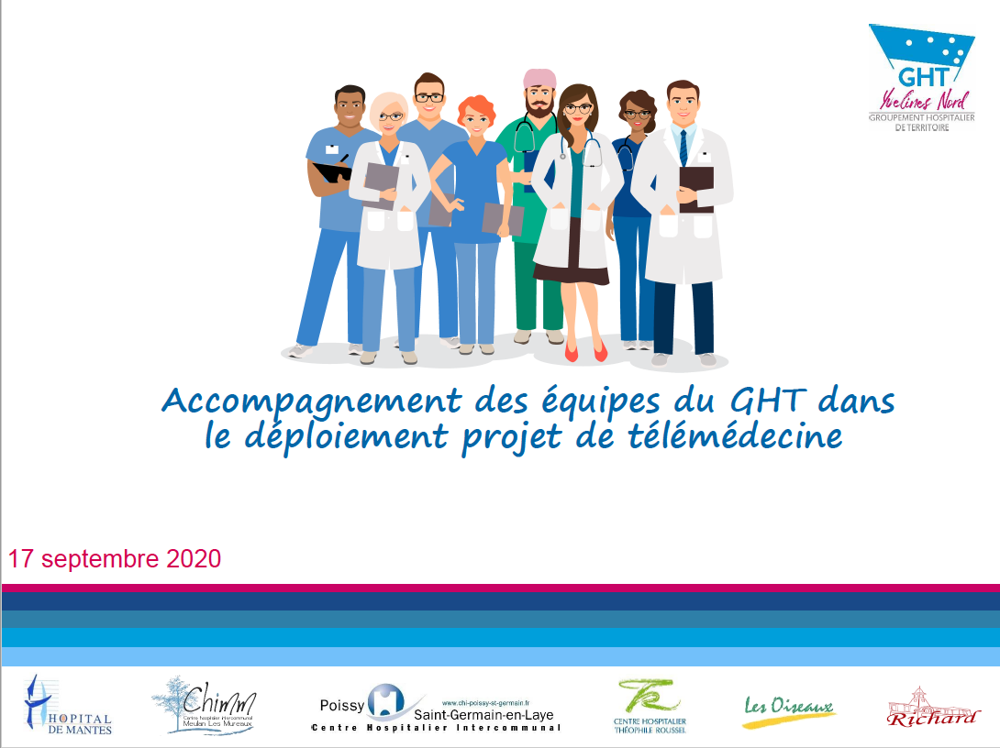 GHT
Yvelines Nord
GROUPEMENT HOSPITALIER
DE TERRITOIRE
Accompagnement des équipes du GHT dans
le déploiement projet de télémédecine
17 septembre 2020
HOPITAL
DE MANTES
Chimm
Centre hospitalier intercommunal
Meulan Les Mureaux
Poissy
www.chi-poissy-st-germain.fr
Saint-Germain-en-Laye
Centre Hospitalier Intercommunal
CENTRE HOSPITALIER
THÉOPHILE ROUSSEL
Les Oiseaux
Richard